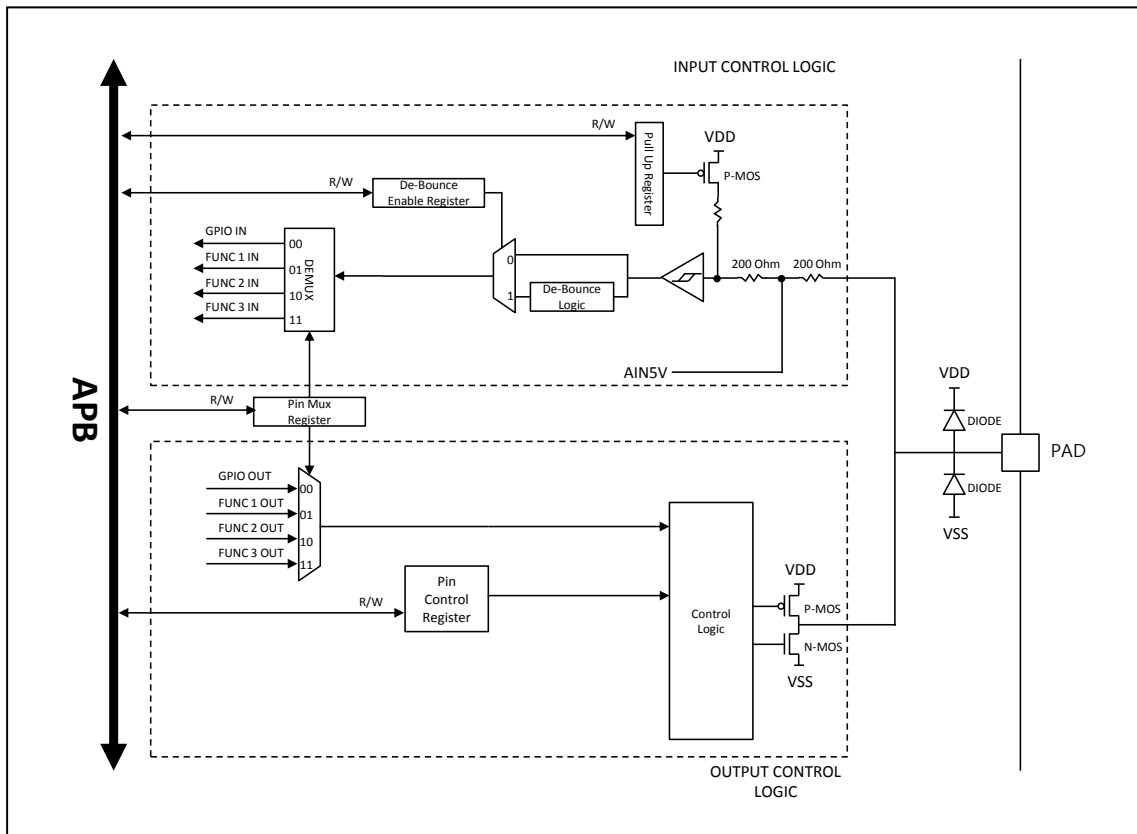 INPUT CONTROL LOGIC
R/W
Pull Up Register
VDD
P-MOS
R/W
De-Bounce
Enable Register
GPIO IN
FUNC 1 IN
FUNC 2 IN
FUNC 3 IN
00
01
10
11
DEMUX
0
1
De-Bounce
Logic
200 Ohm
200 Ohm
AIN5V
APB
R/W
Pin Mux
Register
VDD
DIODE
PAD
DIODE
VSS
GPIO OUT
FUNC 1 OUT
FUNC 2 OUT
FUNC 3 OUT
00
01
10
11
R/W
Pin
Control
Register
Control
Logic
VDD
P-MOS
N-MOS
VSS
OUTPUT CONTROL
LOGIC